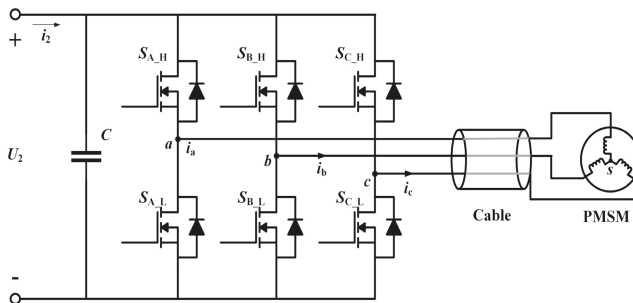 +
i2
SA_H
SB_H
SC_H
C
U2
a
ia
b
ib
c
ic
s
SA_L
SB_L
SC_L
Cable
PMSM
-